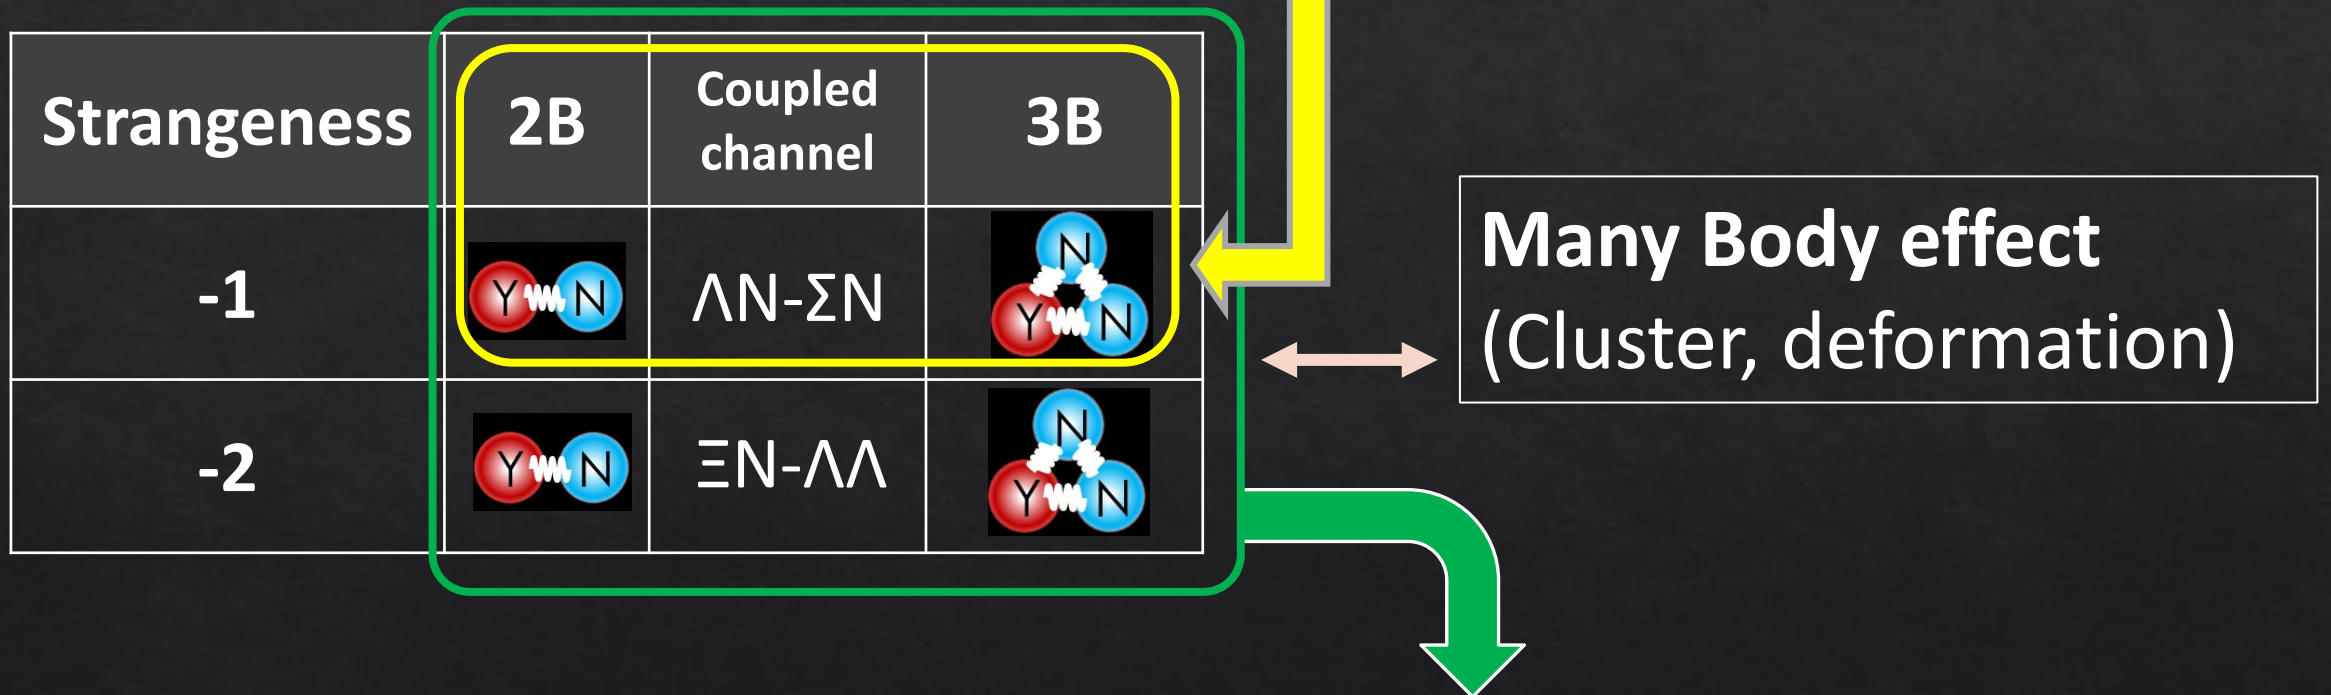 Strangeness
2B
Coupled
channel
3B
-1
Y N
ΛN-ΣN
N
Y N
-2
Y N
ΞN-ΛΛ
N
Y N
Many Body effect
(Cluster, deformation)